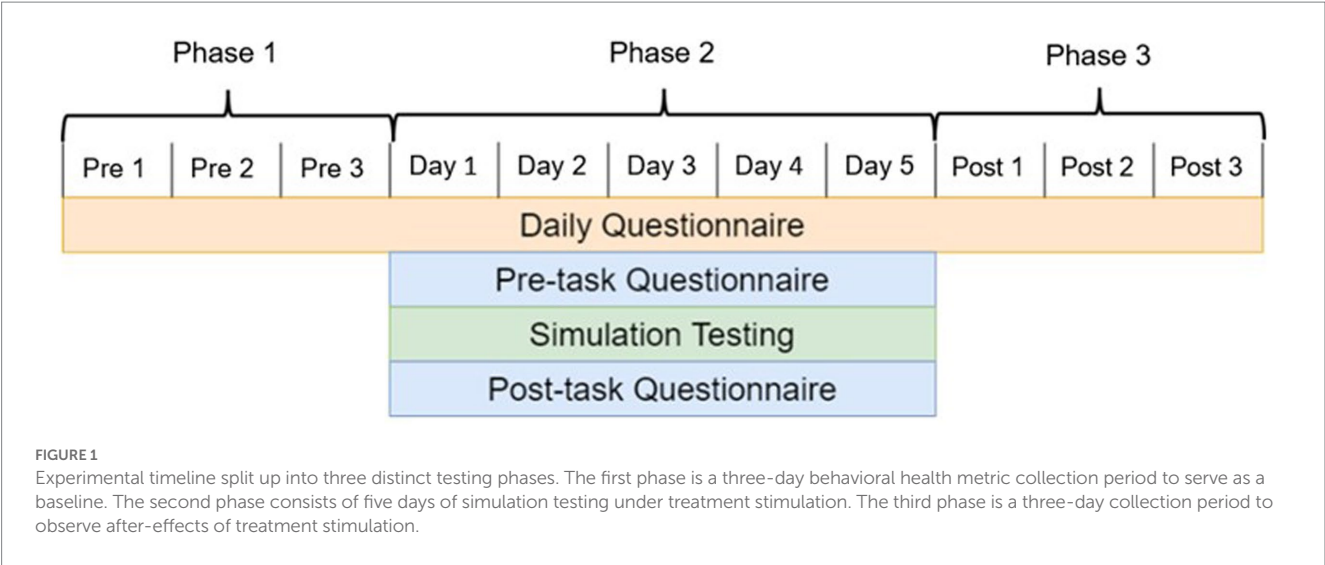 Phase 1 Phase 2 Phase 3
Pre 1 Pre 2 Pre 3 Day 1 Day 2 Day 3 Day 4 Day 5 Post 1 Post 2 Post 3
Daily Questionnaire
Pre-task Questionnaire
Simulation Testing
Post-task Questionnaire
FIGURE 1
Experimental timeline split up into three distinct testing phases. The first phase is a three-day behavioral health metric collection period to serve as a
baseline. The second phase consists of five days of simulation testing under treatment stimulation. The third phase is a three-day collection period to
observe after-effects of treatment stimulation.